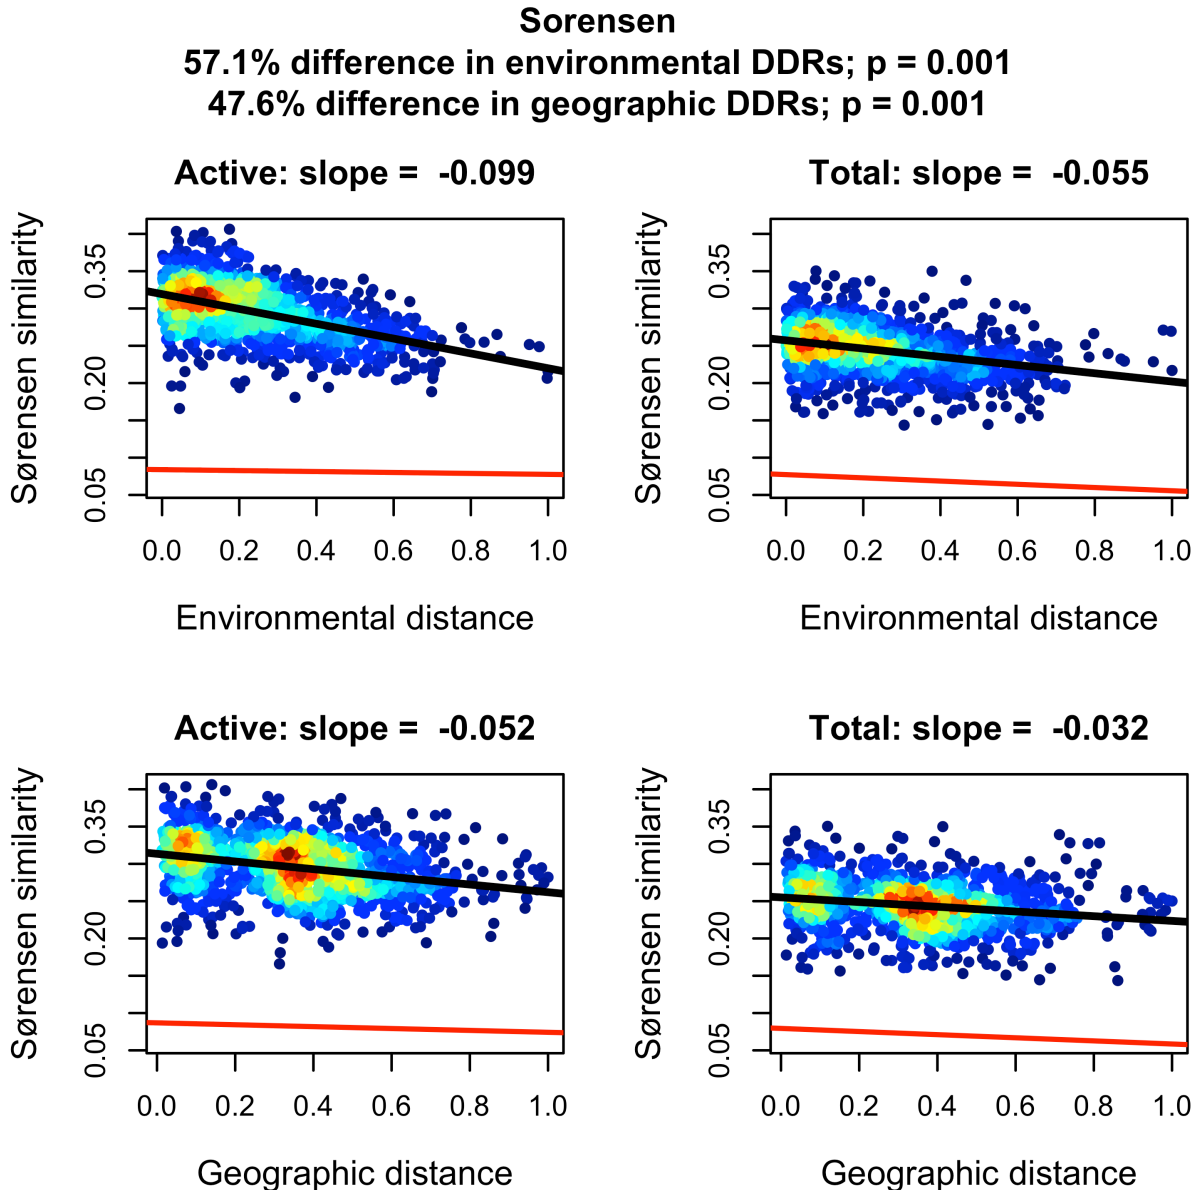 Sorensen
57.1% difference in environmental DDRs; p = 0.001
47.6% difference in geographic DDRs; p = 0.001
Active: slope =  -0.099
Sørensen similarity
0.35
0.20
0.05
0.0 0.2 0.4 0.6 0.8 1.0
Environmental distance
Total: slope =  -0.055
Sørensen similarity
0.35
0.20
0.05
0.0 0.2 0.4 0.6 0.8 1.0
Environmental distance
Active: slope =  -0.052
Sørensen similarity
0.35
0.20
0.05
0.0 0.2 0.4 0.6 0.8 1.0
Geographic distance
Total: slope =  -0.032
Sørensen similarity
0.35
0.20
0.05
0.0 0.2 0.4 0.6 0.8 1.0
Geographic distance